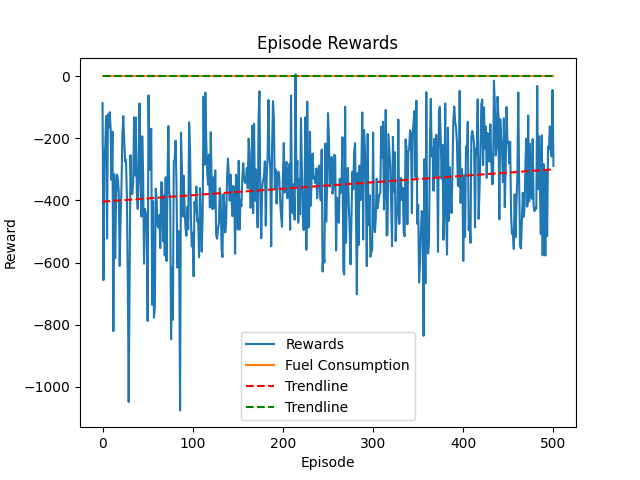 Episode Rewards
0
−200
−400
−600
−800
−1000
Reward
Rewards
Fuel Consumption
Trendline
Trendline
0
100
200
300
400
500
Episode